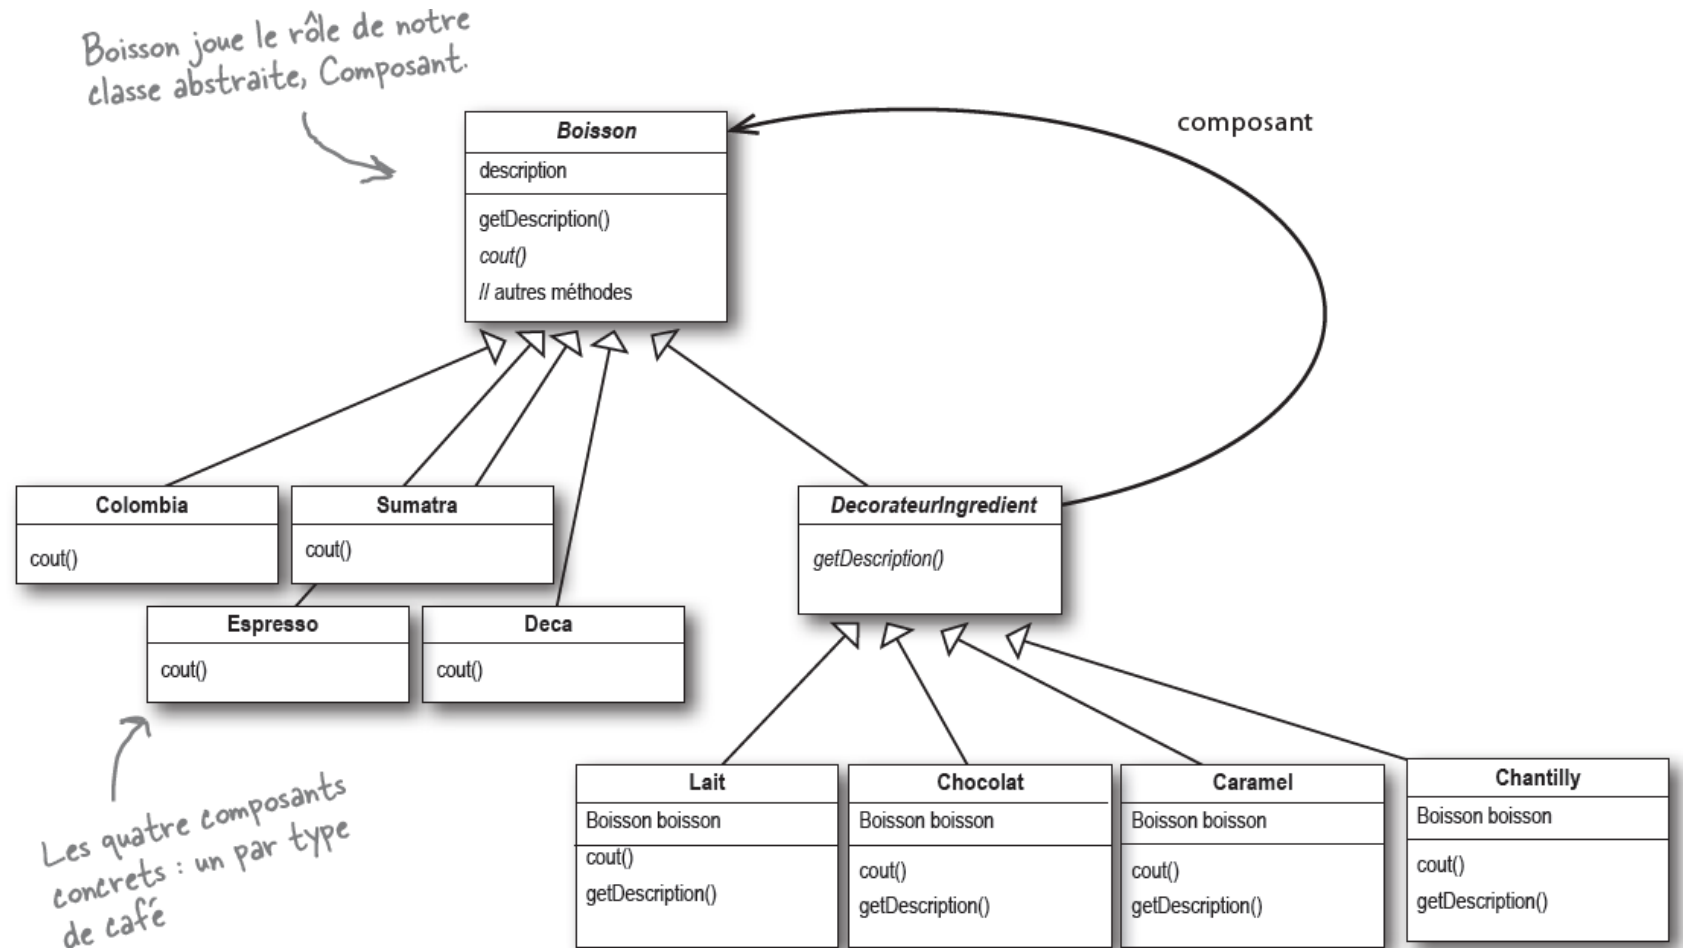 Boisson joue le rôle de notre
classe abstraite, Composant.
composant
Boisson
description
getDescription()
cout()
// autres méthodes
Colombia
cout()
Sumatra
cout()
DecorateurIngredient
getDescription()
Espresso
cout()
Deca
cout()
Les quatre composants
concrets : un par type
de café
Lait
Boisson boisson
cout()
getDescription()
Chocolat
Boisson boisson
cout()
getDescription()
Caramel
Boisson boisson
cout()
getDescription()
Chantilly
Boisson boisson
cout()
getDescription()